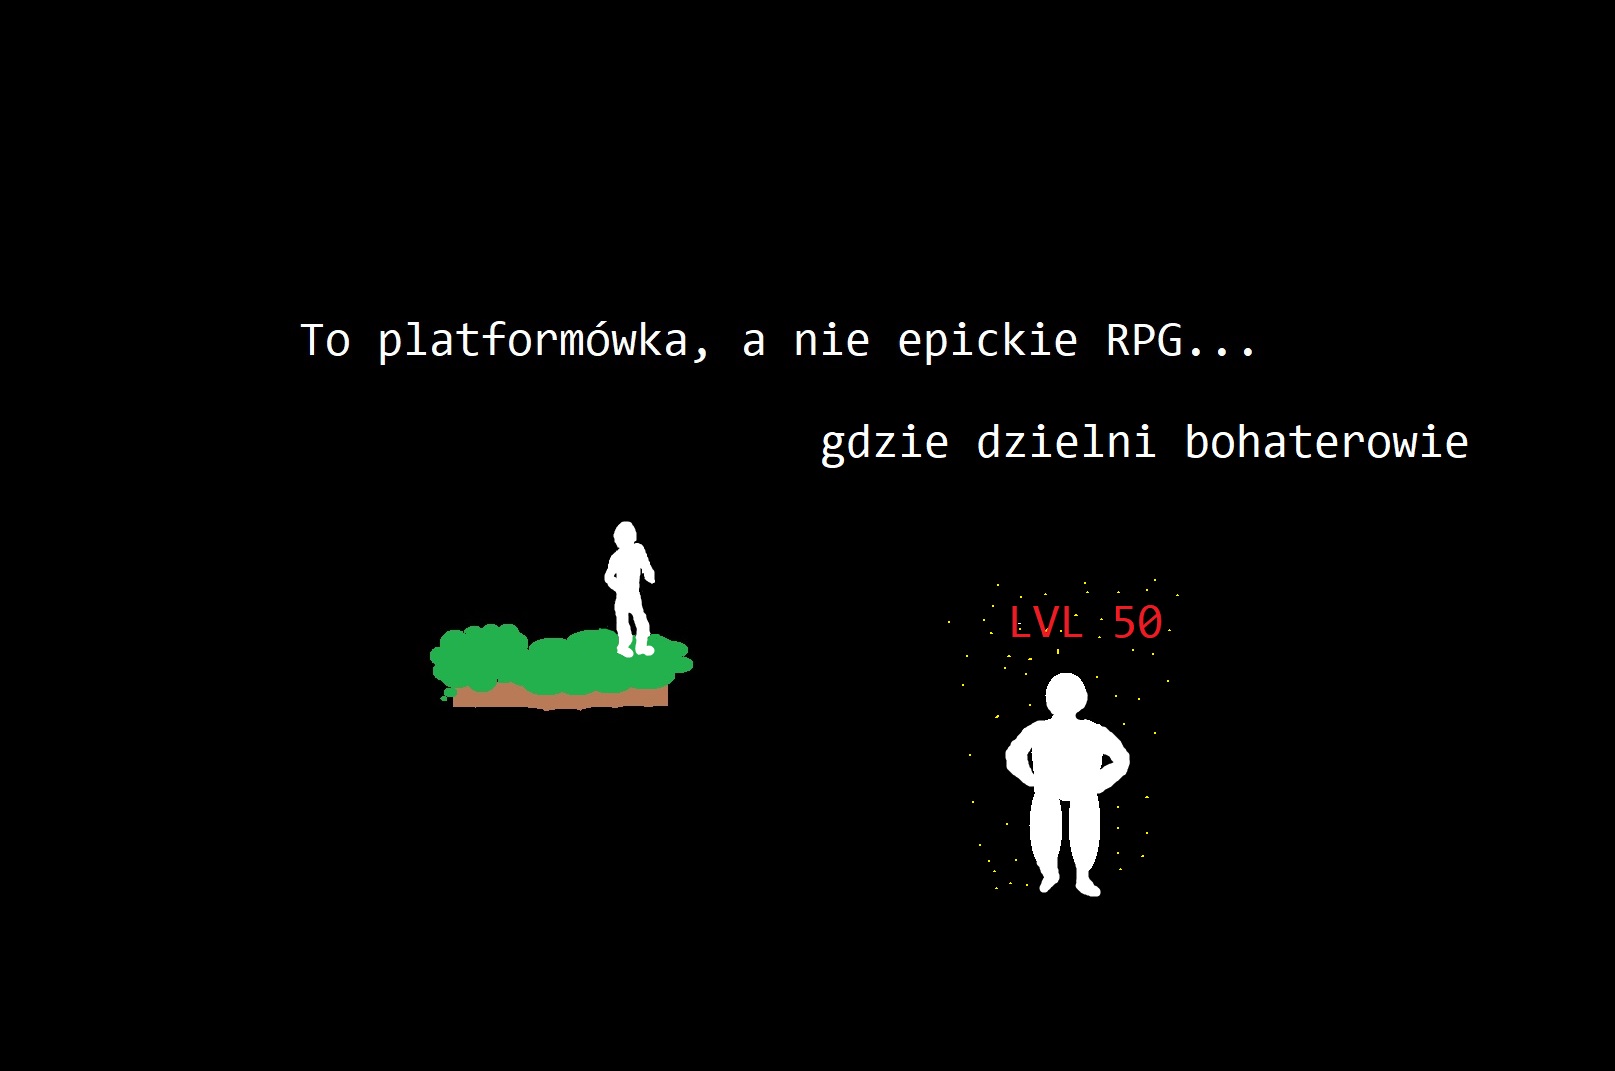 To platformówka, a nie epickie RPG...
gdzie dzielni bohaterowie
LVL 50